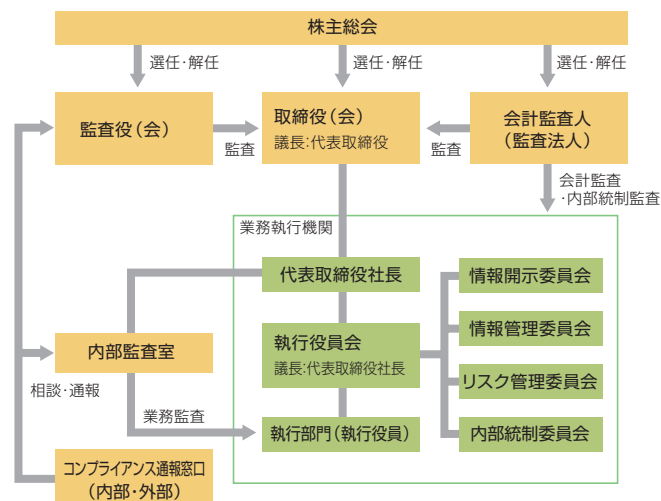 株主総会
選任・解任
選任・解任
選任・解任
監査役(会)
取締役(会)
議長:代表取締役
会計監査人
(監査法人)
監査
監査
会計監査
・内部統制監査
業務執行機関
代表取締役社長
情報開示委員会
執行役員会
議長:代表取締役社長
情報管理委員会
内部監査室
リスク管理委員会
相談・通報
業務監査
執行部門(執行役員)
内部統制委員会
コンプライアンス通報窓口
(内部・外部)